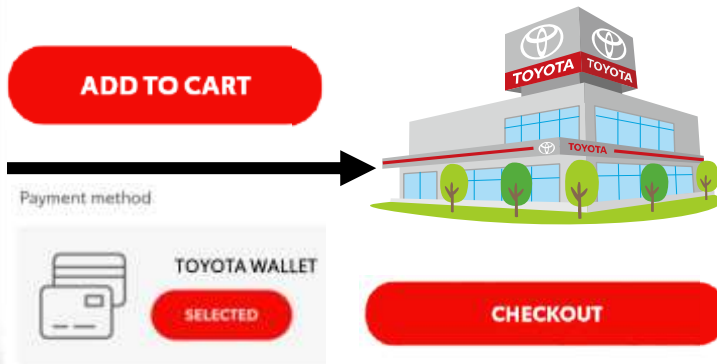 ADD TO CART
TOYOTA
TOYOTA
TOYOTA
Payment method
TOYOTA WALLET
SELECTED
CHECKOUT